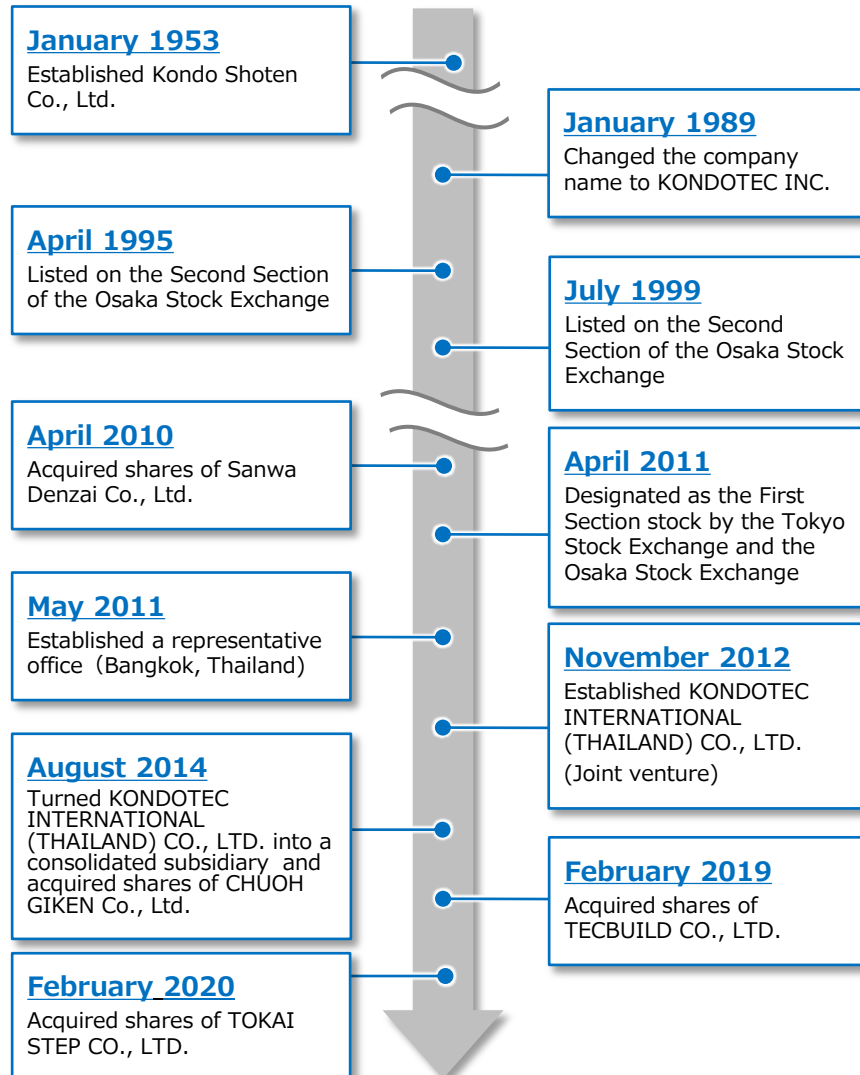 January 1953
Established Kondo Shoten
Co., Ltd.
January 1989
Changed the company
name to KONDOTEC INC.
April 1995
Listed on the Second Section
of the Osaka Stock Exchange
July 1999
Listed on the Second
Section of the Osaka Stock
Exchange
April 2010
Acquired shares of Sanwa
Denzai Co., Ltd.
April 2011
Designated as the First
Section stock by the Tokyo
Stock Exchange and the
Osaka Stock Exchange
May 2011
Established a representative
office（Bangkok, Thailand）
November 2012
Established KONDOTEC
INTERNATIONAL
(THAILAND) CO., LTD.
(Joint venture)
August 2014
Turned KONDOTEC
INTERNATIONAL
(THAILAND) CO., LTD. into a
consolidated subsidiary and
acquired shares of CHUOH
GIKEN Co., Ltd.
February 2019
Acquired shares of
TECBUILD CO., LTD.
February 2020
Acquired shares of TOKAI
STEP CO., LTD.